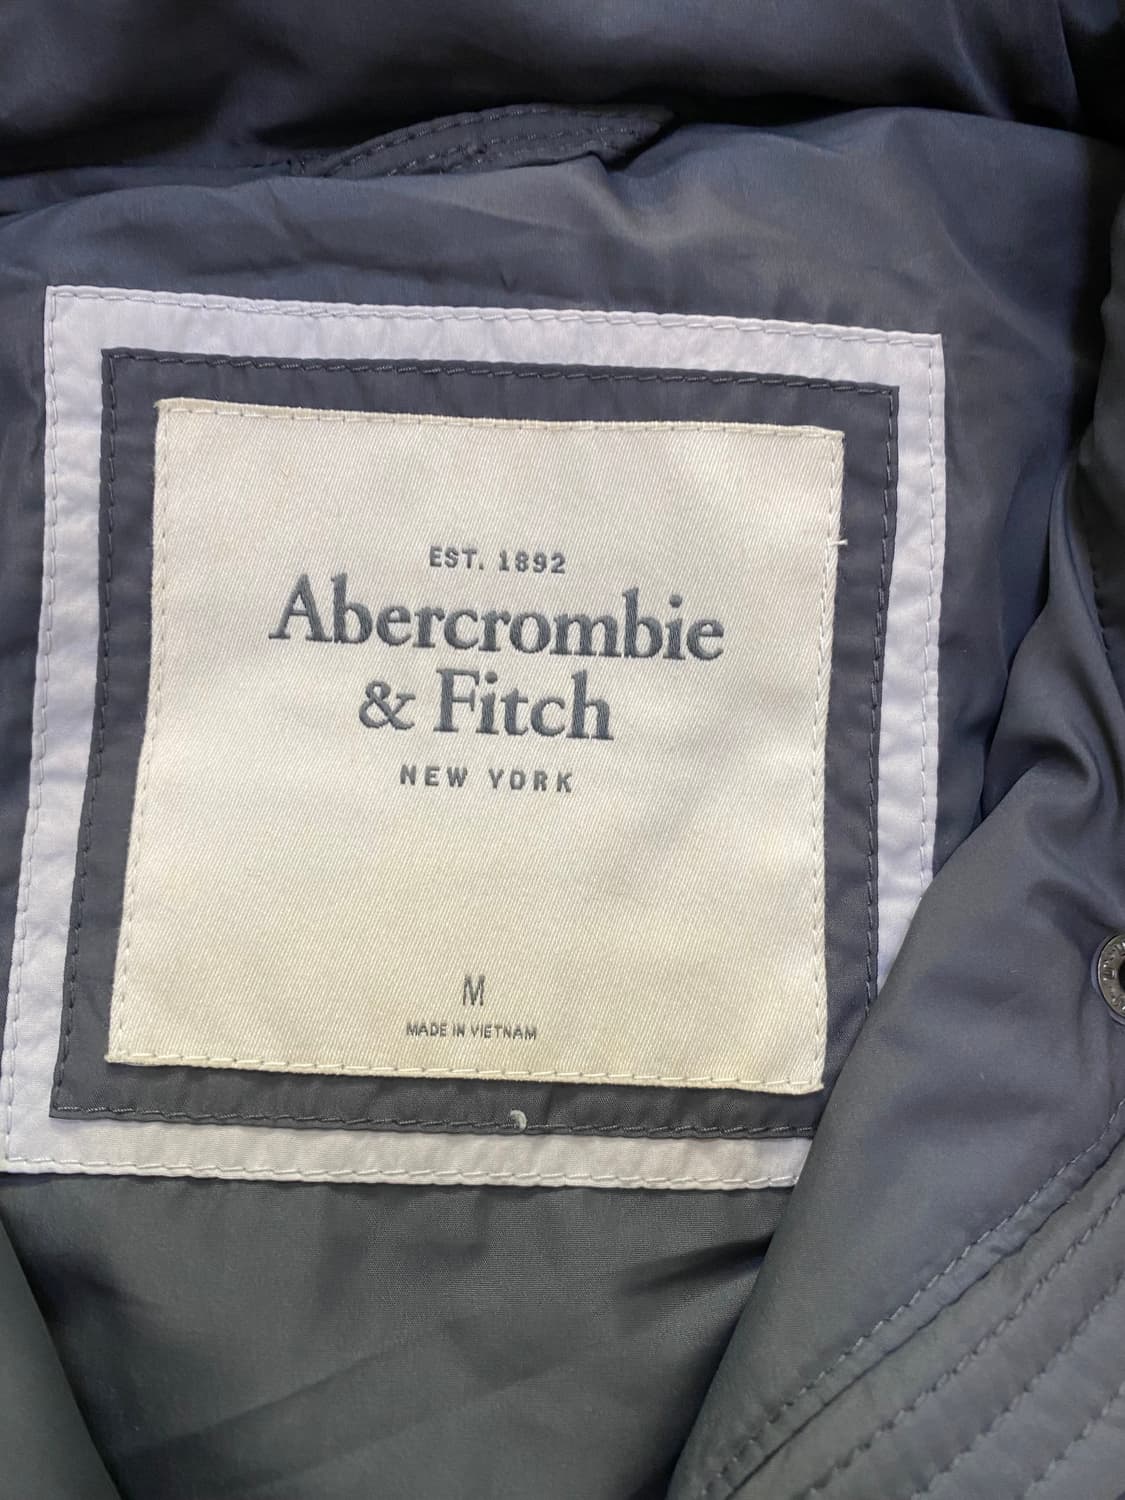 EST. 1892
Abercrombie
& Fitch
NEW YORK
M
MADE IN VIETNAM